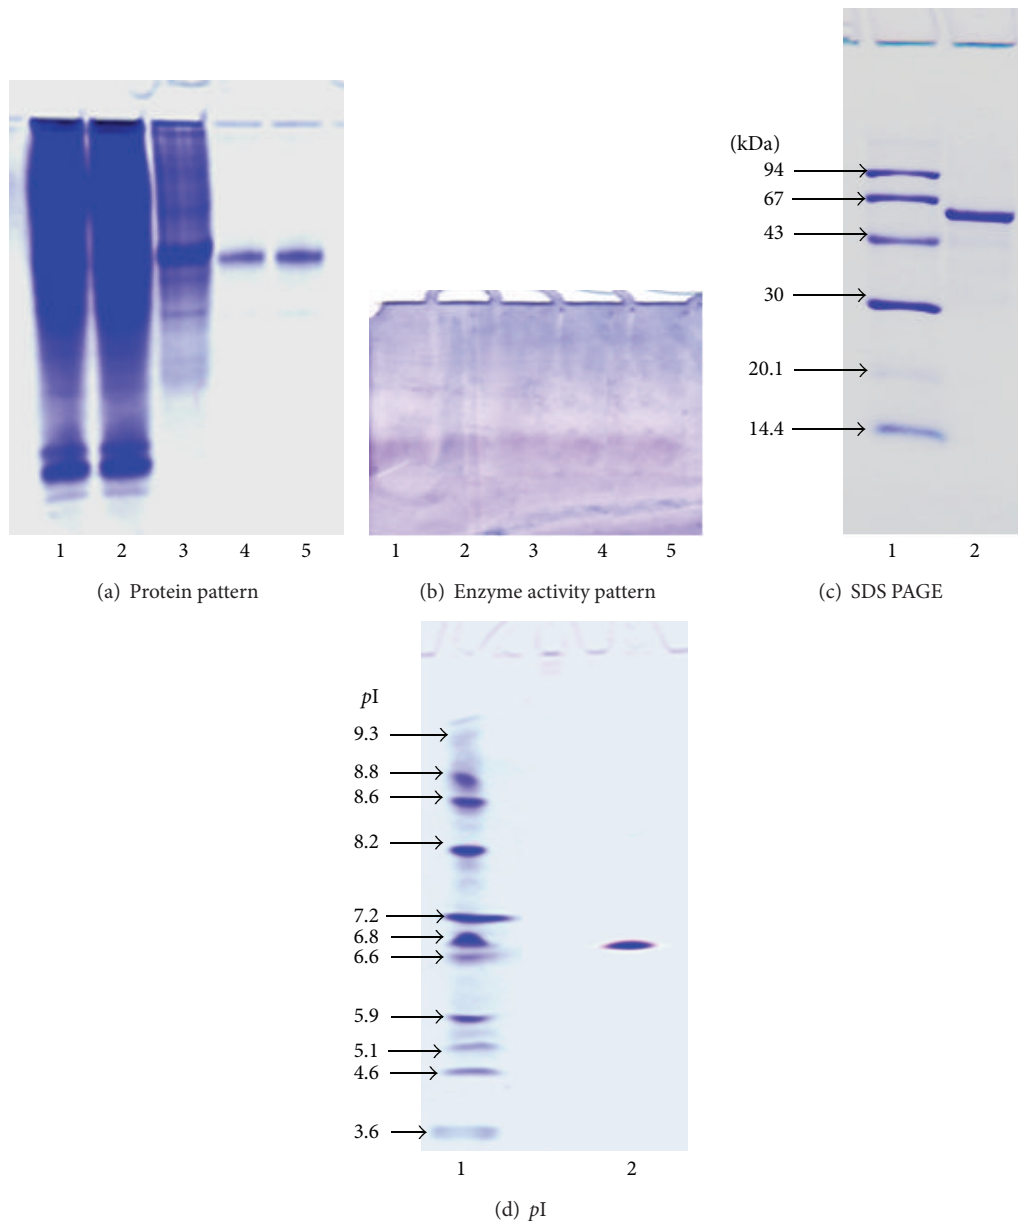 1 2 3 4 5
(a) Protein pattern
1 2 3 4 5
(b) Enzyme activity pattern
(kDa)
94
67
43
30
20.1
14.4
1 2
(c) SDS PAGE
pI
9.3
8.8
8.6
8.2
7.2
6.8
6.6
5.9
5.1
4.6
3.6
1 2
(d) pI